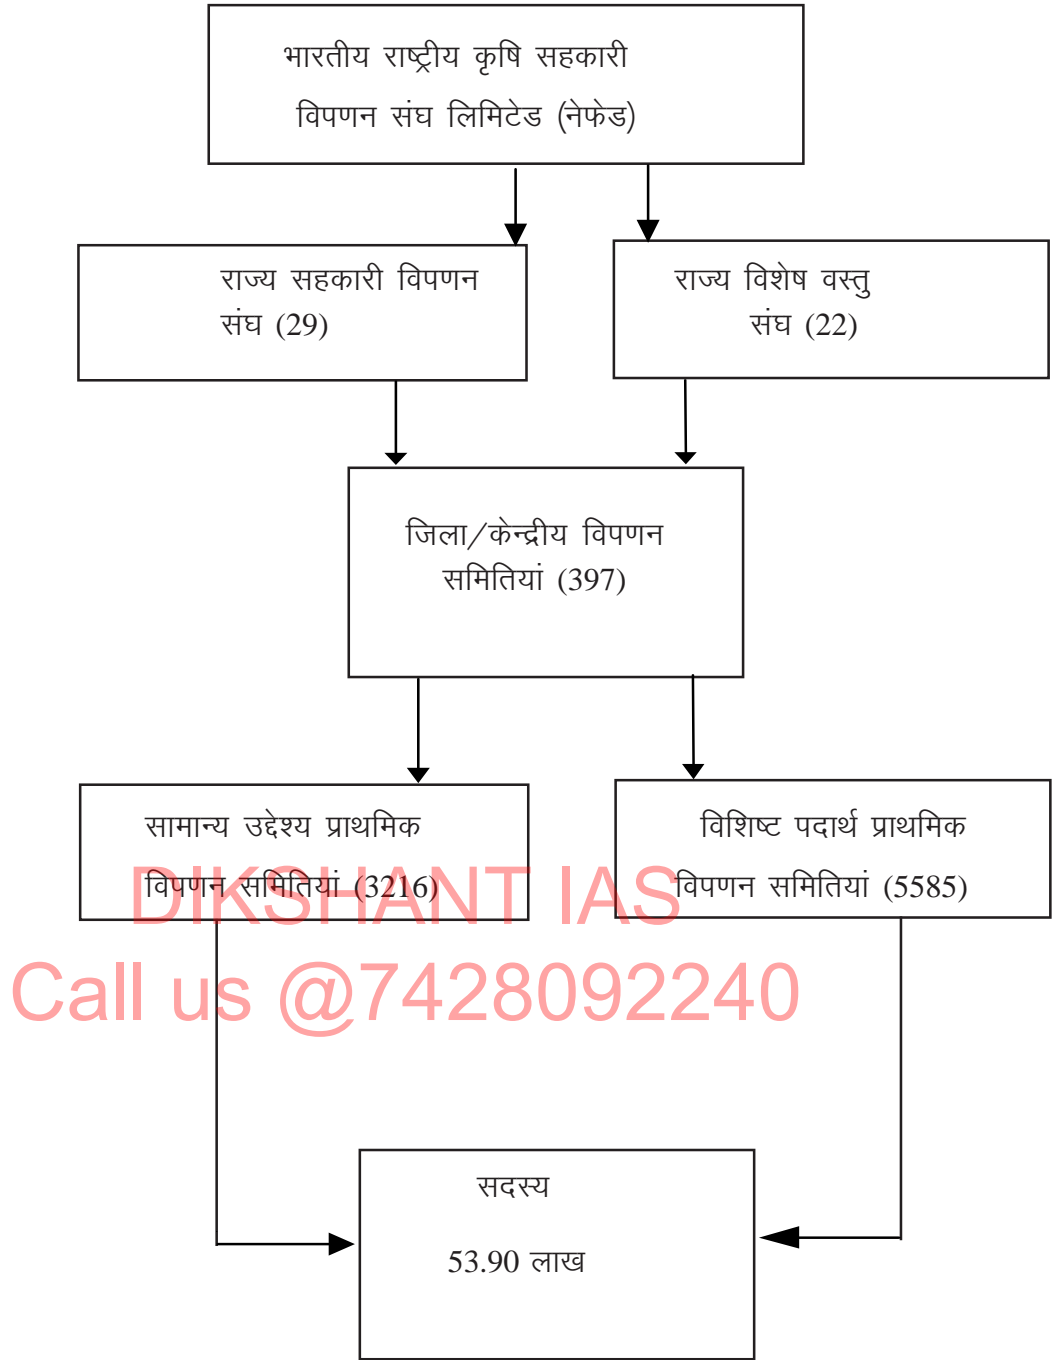 भारतीय राष्ट्रीय कृषि सहकारी
विपणन संघ लिमिटेड (नेफेड)
राज्य सहकारी विपणन
संघ (29)
राज्य विशेष वस्तु
संघ (22)
जिला/केन्द्रीय विपणन
समितियां (397)
सामान्य उद्देश्य प्राथमिक
विपणन समितियां (3216)
विशिष्ट पदार्थ प्राथमिक
विपणन समितियां (5585)
DIKSHANT IAS
Call us @7428092240
सदस्य
53.90 लाख